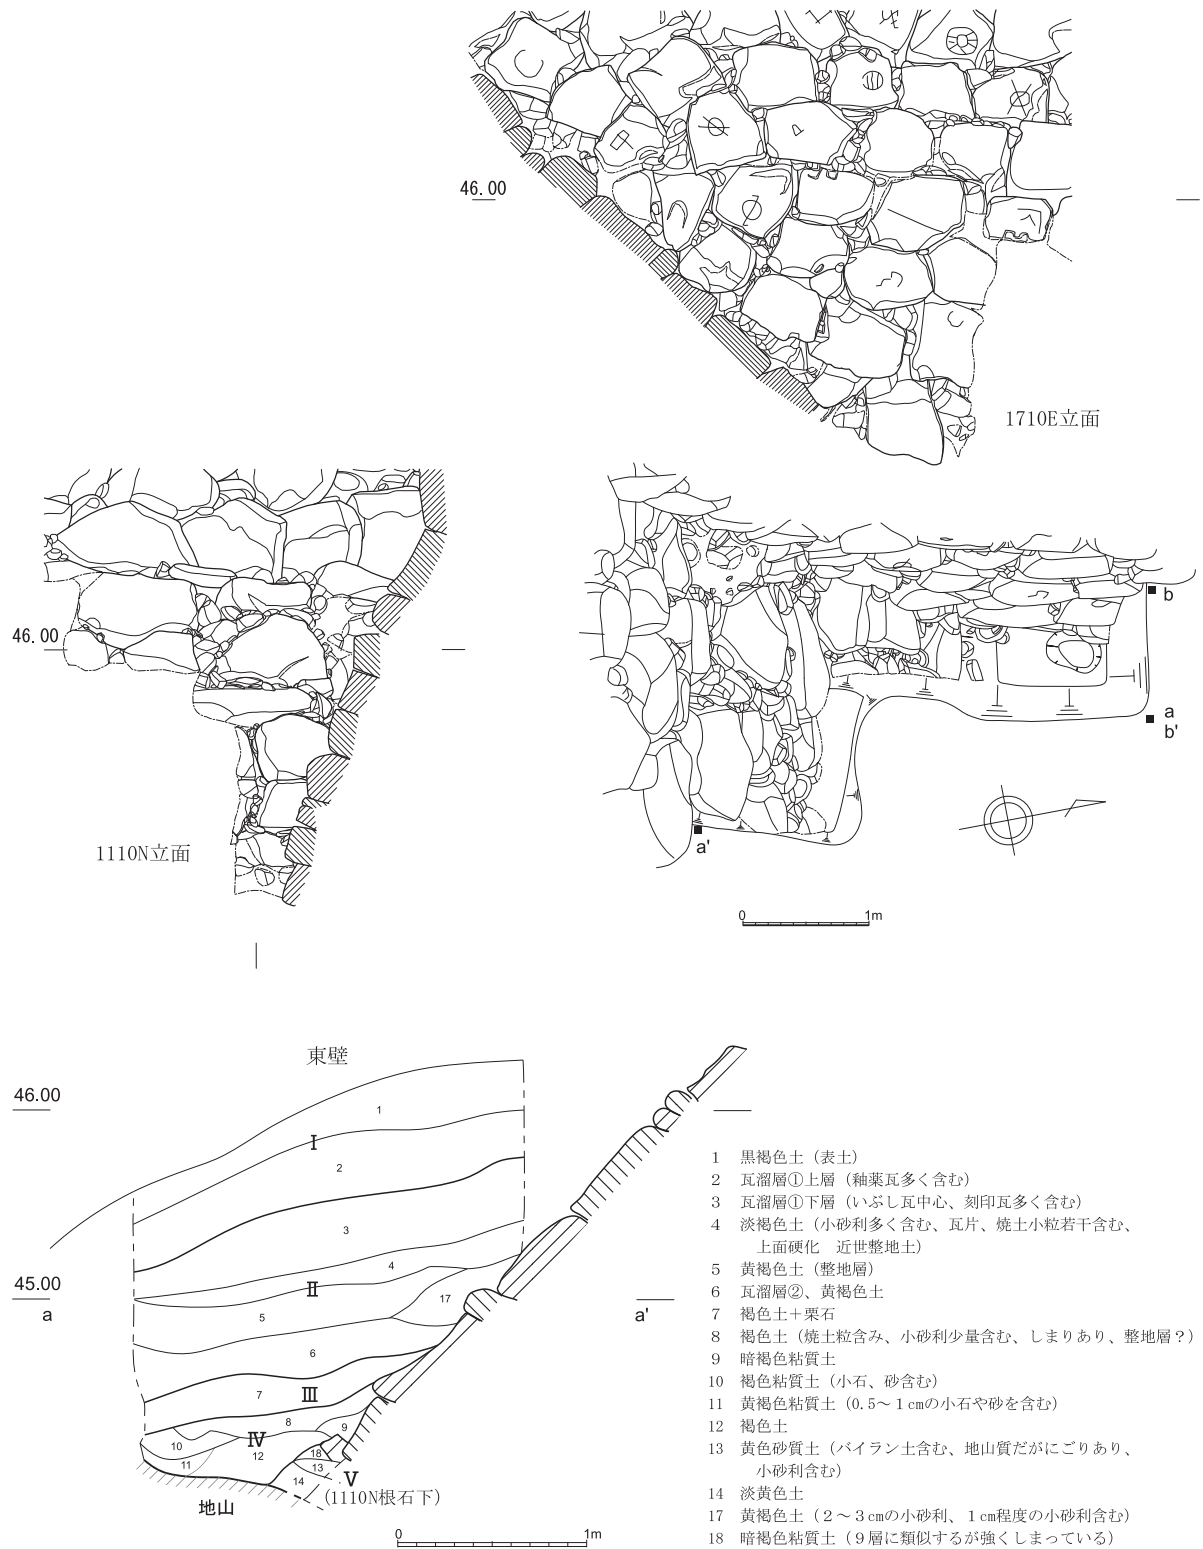 46.00
1710E立面
46.00
1110N立面
b
a
b'
a'
0 1m
東壁
46.00
1
Ⅰ
2
3
4
45.00
Ⅱ
a
a'
17
5
6
7
Ⅲ
8
9
10
Ⅳ
12
11
18
13
Ⅴ
14
(1110N根石下)
地山
0 1m
1 黒褐色土(表土)
2 瓦溜層①上層(釉薬瓦多く含む)
3 瓦溜層①下層(いぶし瓦中心、刻印瓦多く含む)
4 淡褐色土(小砂利多く含む、瓦片、焼土小粒若干含む、
上面硬化 近世整地土)
5 黄褐色土(整地層)
6 瓦溜層②、黄褐色土
7 褐色土+栗石
8 褐色土(焼土粒含み、小砂利少量含む、しまりあり、整地層?)
9 暗褐色粘質土
10 褐色粘質土(小石、砂含む)
11 黄褐色粘質土(0.5~1㎝の小石や砂を含む)
12 褐色土
13 黄色砂質土(バイラン土含む、地山質だがにごりあり、
小砂利含む)
14 淡黄色土
17 黄褐色土(2~3㎝の小砂利、1㎝程度の小砂利含む)
18 暗褐色粘質土(9層に類似するが強くしまっている)